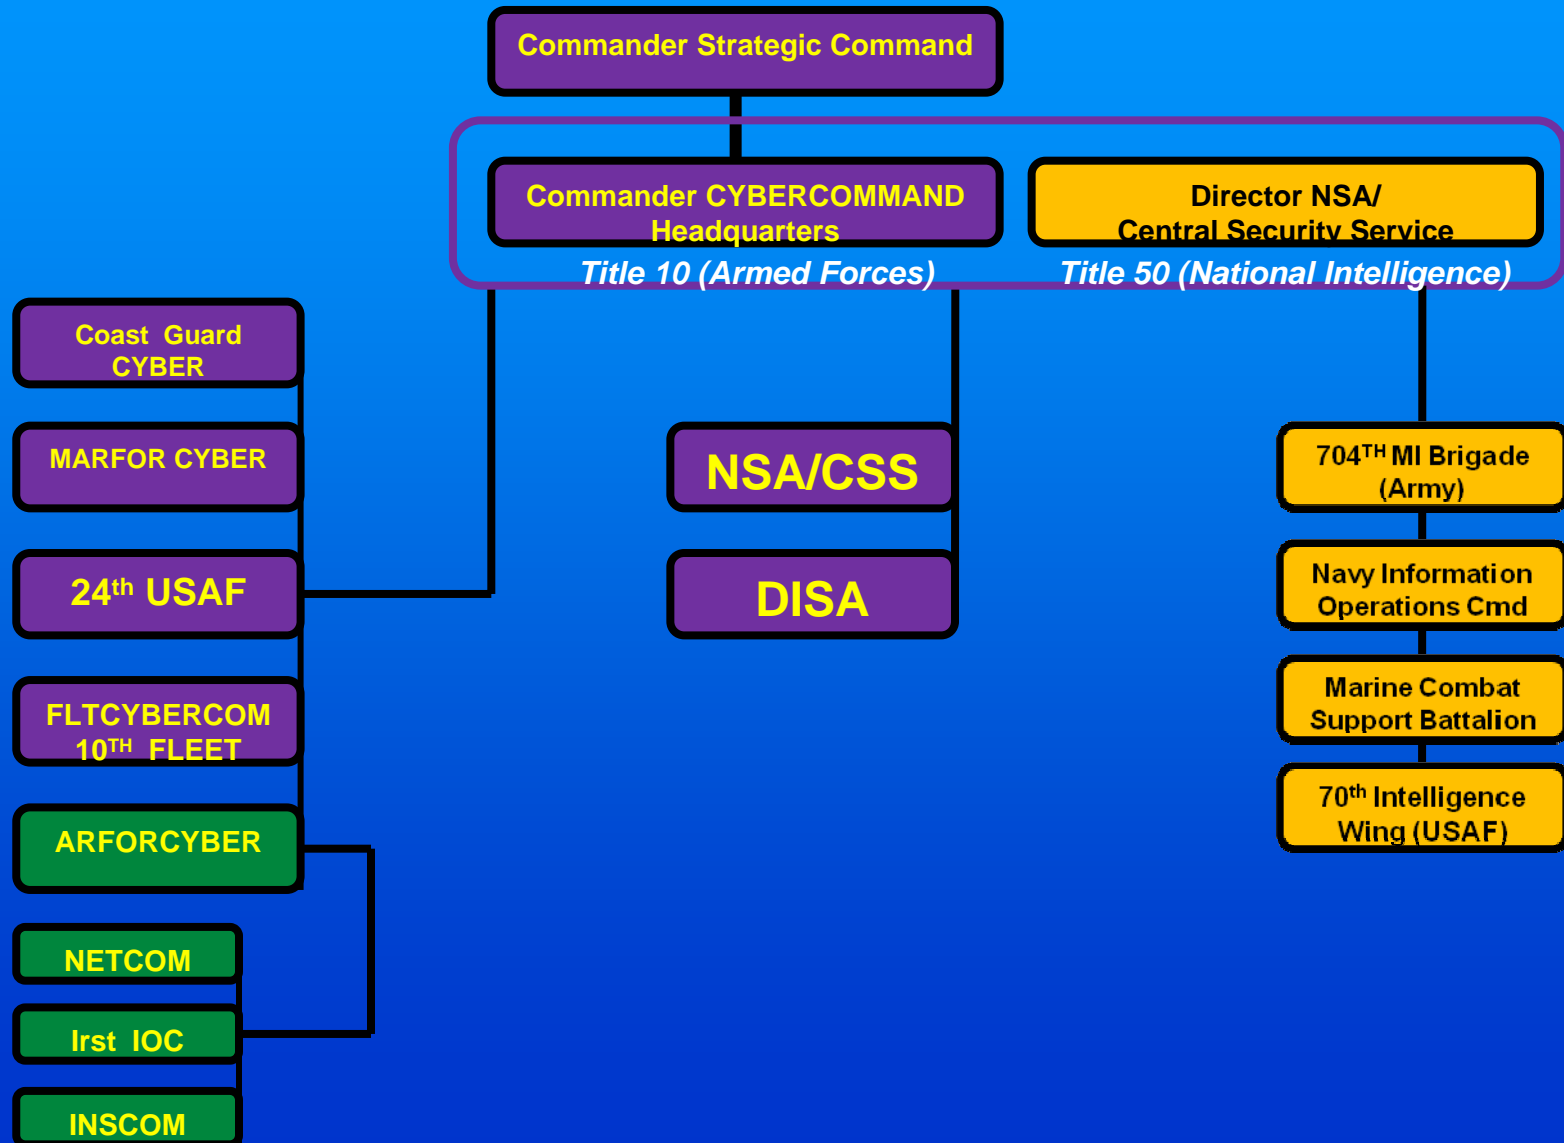 Commander Strategic Command
Commander CYBERCOMMAND
Headquarters
Title 10 (Armed Forces)
Director NSA/
Central Security Service
Title 50 (National Intelligence)
Coast Guard
CYBER
MARFOR CYBER
24th USAF
FLTCYBERCOM
10TH FLEET
ARFORCYBER
NETCOM
Irst IOC
INSCOM
NSA/CSS
DISA
704TH MI Brigade
(Army)
Navy Information
Operations Cmd
Marine Combat
Support Battalion
70th Intelligence
Wing (USAF)